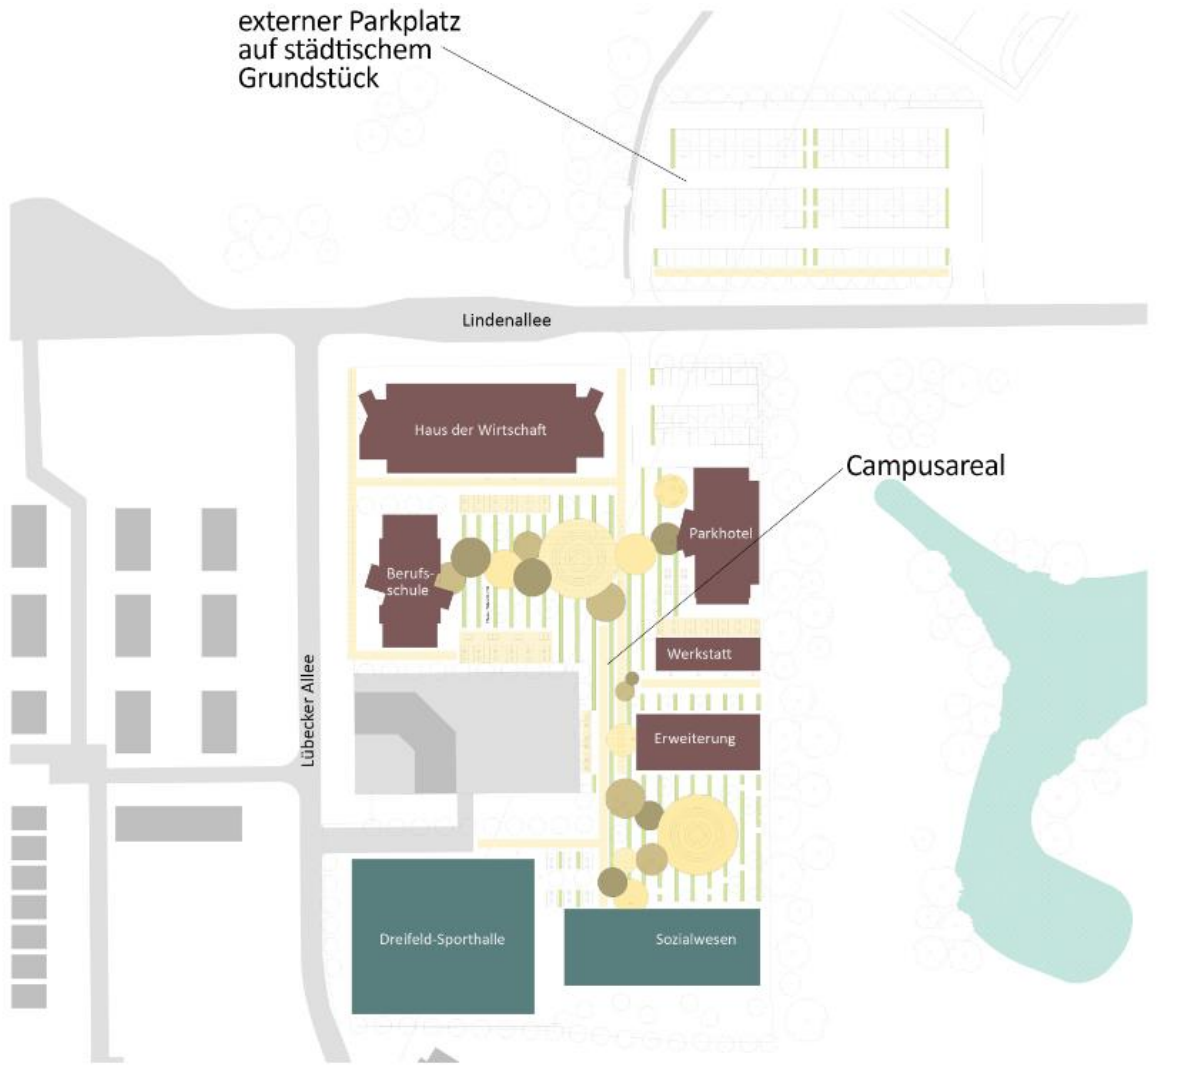 externer Parkplatz
auf städtischem
Grundstück
Lindenallee
Haus der Wirtschaft
Campusareal
Parkhotel
Berufs-
schule
Werkstatt
Lübecker Allee
Erweiterung
Dreifeld-Sporthalle
Sozialwesen